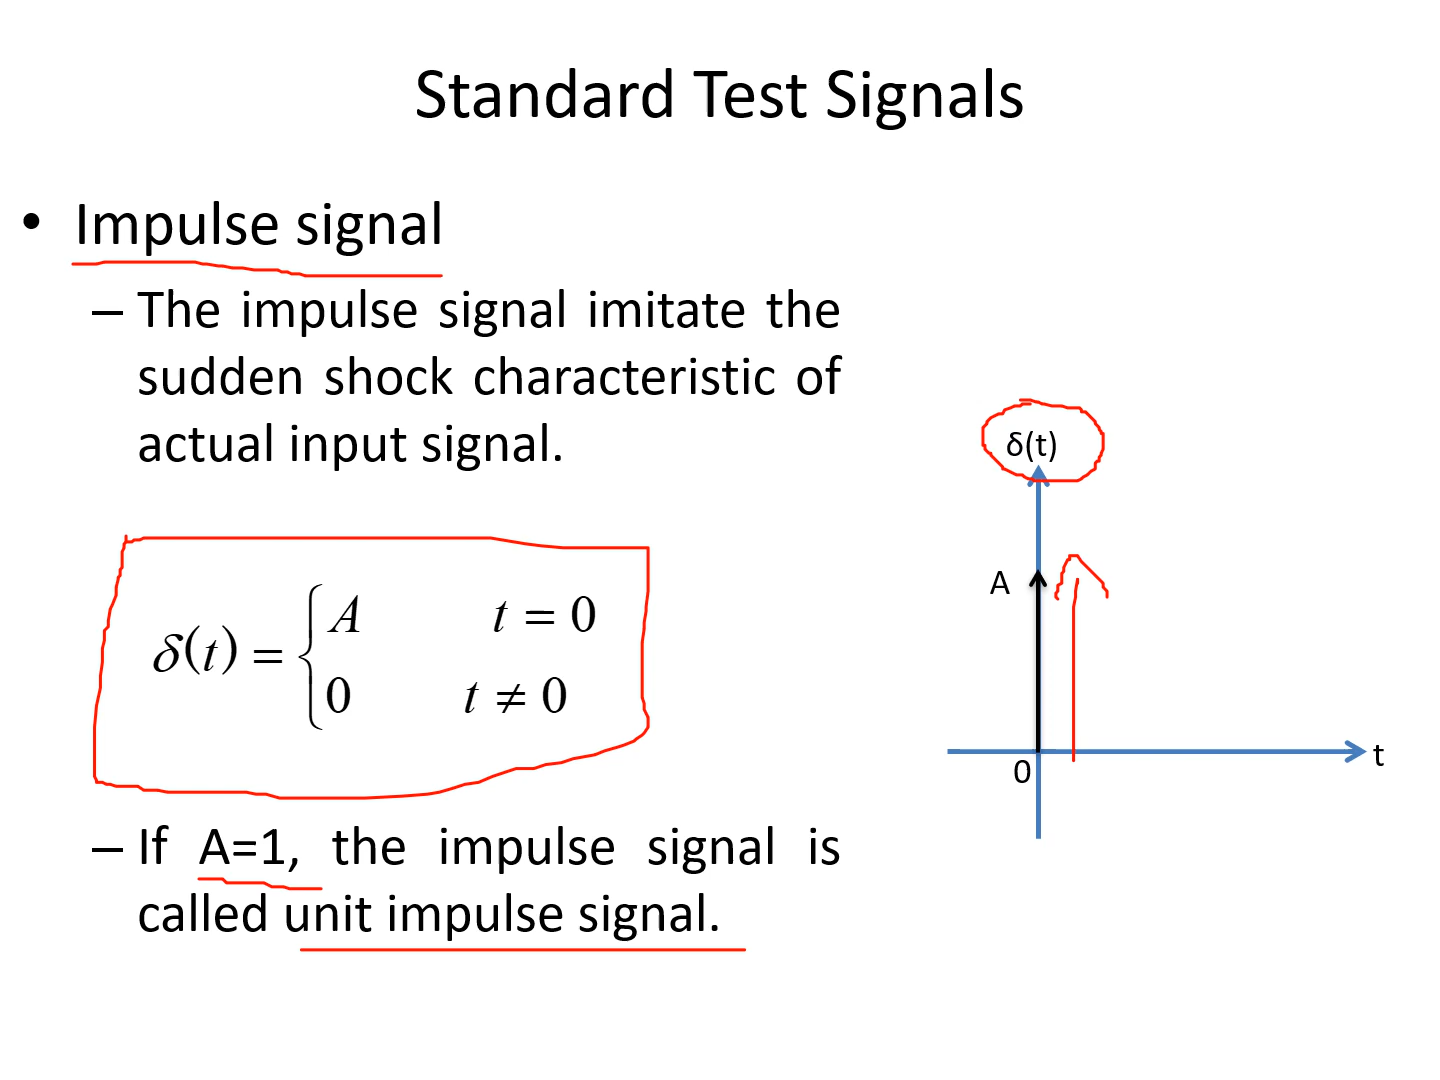 Standard Test Signals
• Impulse signal
– The impulse signal imitate the
sudden shock characteristic of
actual input signal.
δ(t)
A
0
t
δ(t) = { A t = 0
0 t ≠ 0
– If A=1, the impulse signal is
called unit impulse signal.